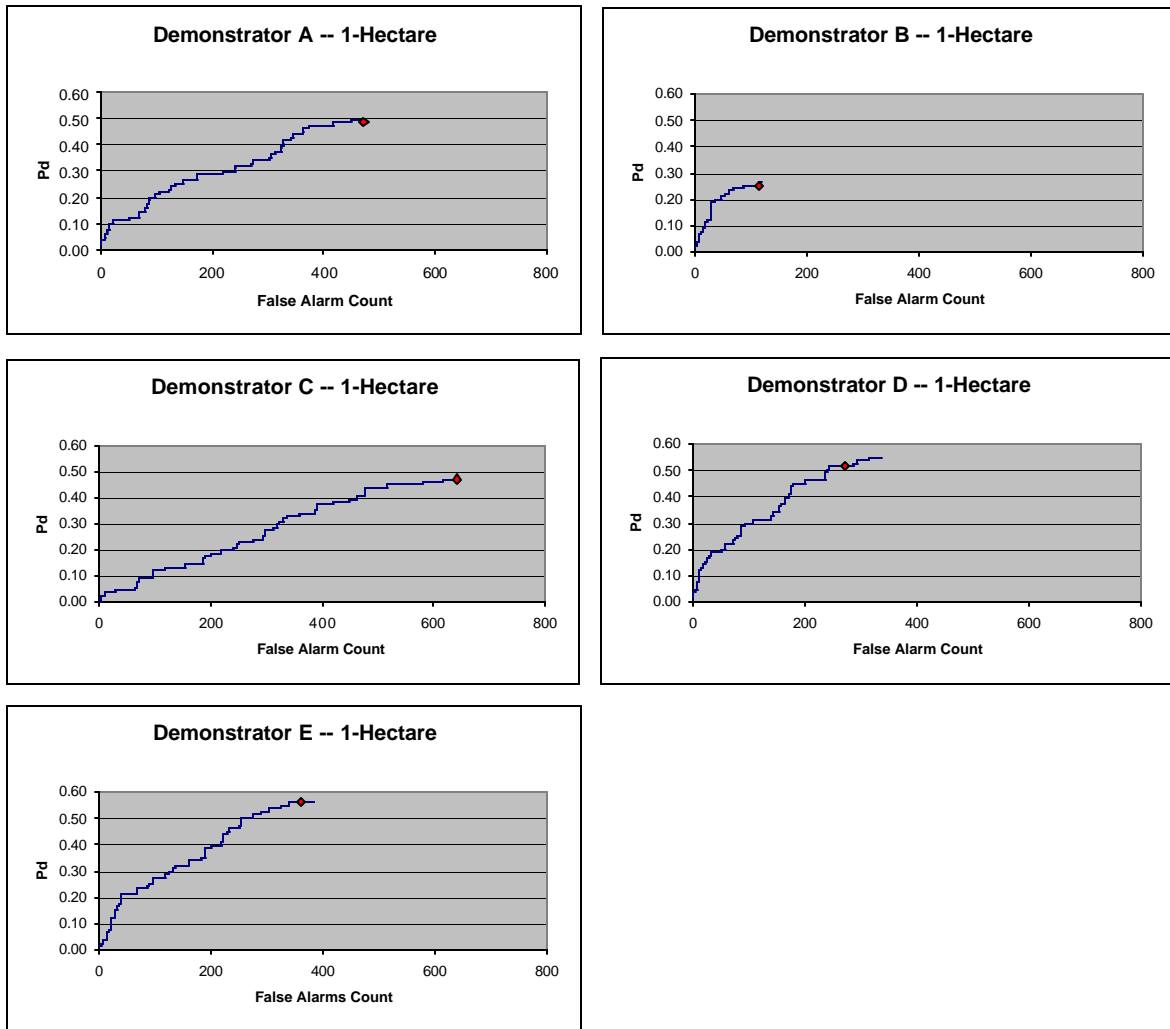 Demonstrator A -- 1-Hectare
0.60
0.50
0.40
0.30
0.20
0.10
0.00
Pd
0 200 400 600 800
False Alarm Count
Demonstrator B -- 1-Hectare
0.60
0.50
0.40
0.30
0.20
0.10
0.00
Pd
0 200 400 600 800
False Alarm Count
Demonstrator C -- 1-Hectare
0.60
0.50
0.40
0.30
0.20
0.10
0.00
Pd
0 200 400 600 800
False Alarm Count
Demonstrator D -- 1-Hectare
0.60
0.50
0.40
0.30
0.20
0.10
0.00
Pd
0 200 400 600 800
False Alarm Count
Demonstrator E -- 1-Hectare
0.60
0.50
0.40
0.30
0.20
0.10
0.00
Pd
0 200 400 600 800
False Alarms Count